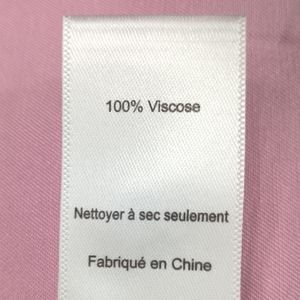 100% Viscose
Nettoyer à sec seulement
Fabriqué en Chine